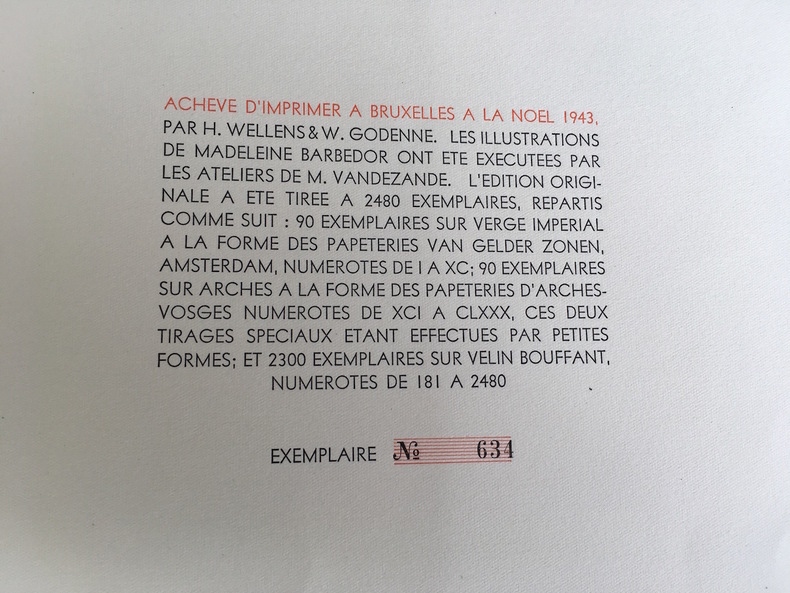 ACHEVE D'IMPRIMER A BRUXELLES A LA NOEL 1943,
PAR H. WELLENS & W. GODENNE. LES ILLUSTRATIONS
DE MADELEINE BARBEDOR ONT ETE EXECUTEES PAR
LES ATELIERS DE M. VANDEZANDE. L'EDITION ORIGI-
NALE A ETE TIREE A 2480 EXEMPLAIRES, REPARTIS
COMME SUIT : 90 EXEMPLAIRES SUR VERGE IMPERIAL
A LA FORME DES PAPETERIES VAN GELDER ZONEN,
AMSTERDAM, NUMEROTES DE I A XC; 90 EXEMPLAIRES
SUR ARCHES A LA FORME DES PAPETERIES D'ARCHES-
VOSGES NUMEROTES DE XCI A CLXXX, CES DEUX
TIRAGES SPECIAUX ETANT EFFECTUES PAR PETITES
FORMES; ET 2300 EXEMPLAIRES SUR VELIN BOUFFANT,
NUMEROTES DE 181 A 2480
EXEMPLAIRE № 634